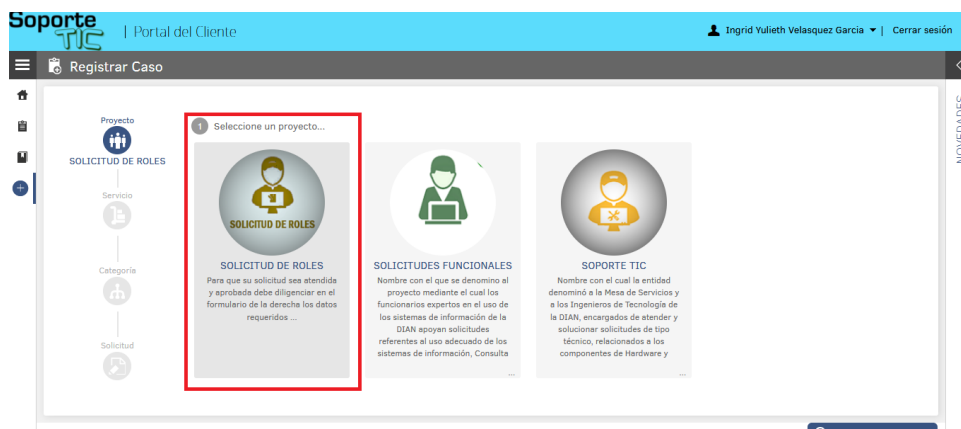 Soporte
TIC
| Portal del Cliente
Ingrid Yulieth Velasquez Garcia ▼ | Cerrar sesión
Registrar Caso
NOVEDADES
Proyecto
SOLICITUD DE ROLES
Servicio
Categoría
Solicitud
1 Seleccione un proyecto...
SOLICITUD DE ROLES
SOLICITUD DE ROLES
Para que su solicitud sea atendida
y aprobada debe diligenciar en el
formulario de la derecha los datos
requeridos ...
SOLICITUDES FUNCIONALES
Nombre con el que se denomino al
proyecto mediante el cual los
funcionarios expertos en el uso de
los sistemas de información de la
DIAN apoyan solicitudes
referentes al uso adecuado de los
sistemas de información, Consulta
...
SOPORTE TIC
Nombre con el cual la entidad
denominó a la Mesa de Servicios y
a los Ingenieros de Tecnología de
la DIAN, encargados de atender y
solucionar solicitudes de tipo
técnico, relacionados a los
componentes de Hardware y
...